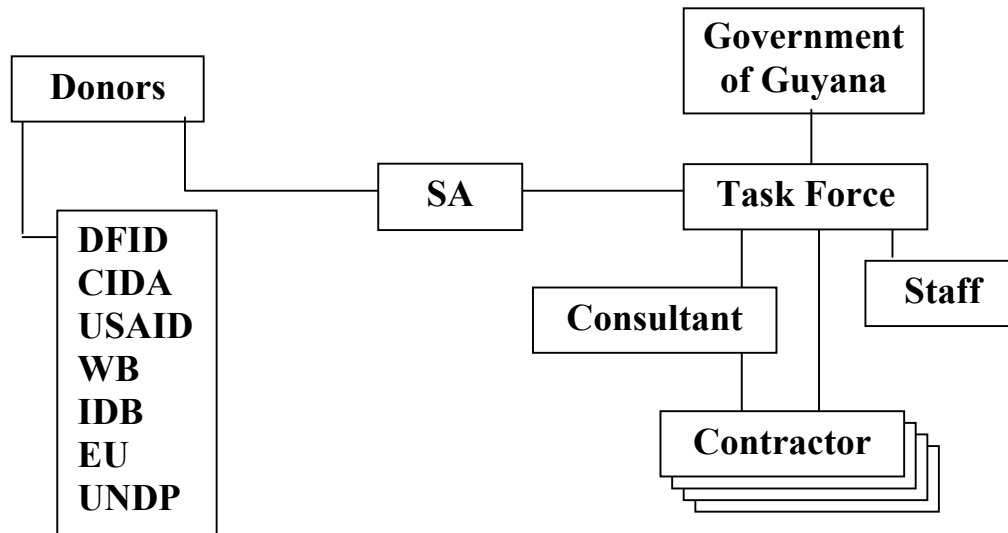 Government
of Guyana
Donors
SA
Task Force
DFID
CIDA
USAID
WB
IDB
EU
UNDP
Consultant
Staff
Contractor